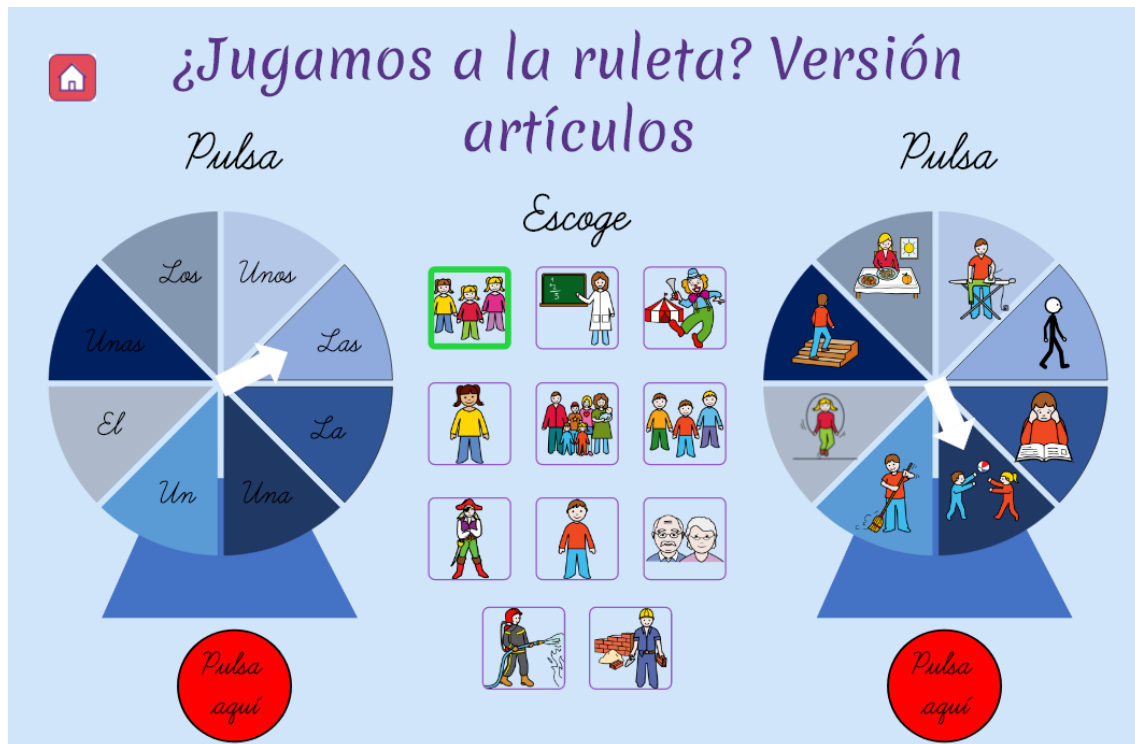 ¿Jugamos a la ruleta? Versión
artículos
Pulsa
Escoge
Pulsa
Los
Unos
Unas
Las
El
La
Un
Una
Pulsa
aquí
Pulsa
aquí